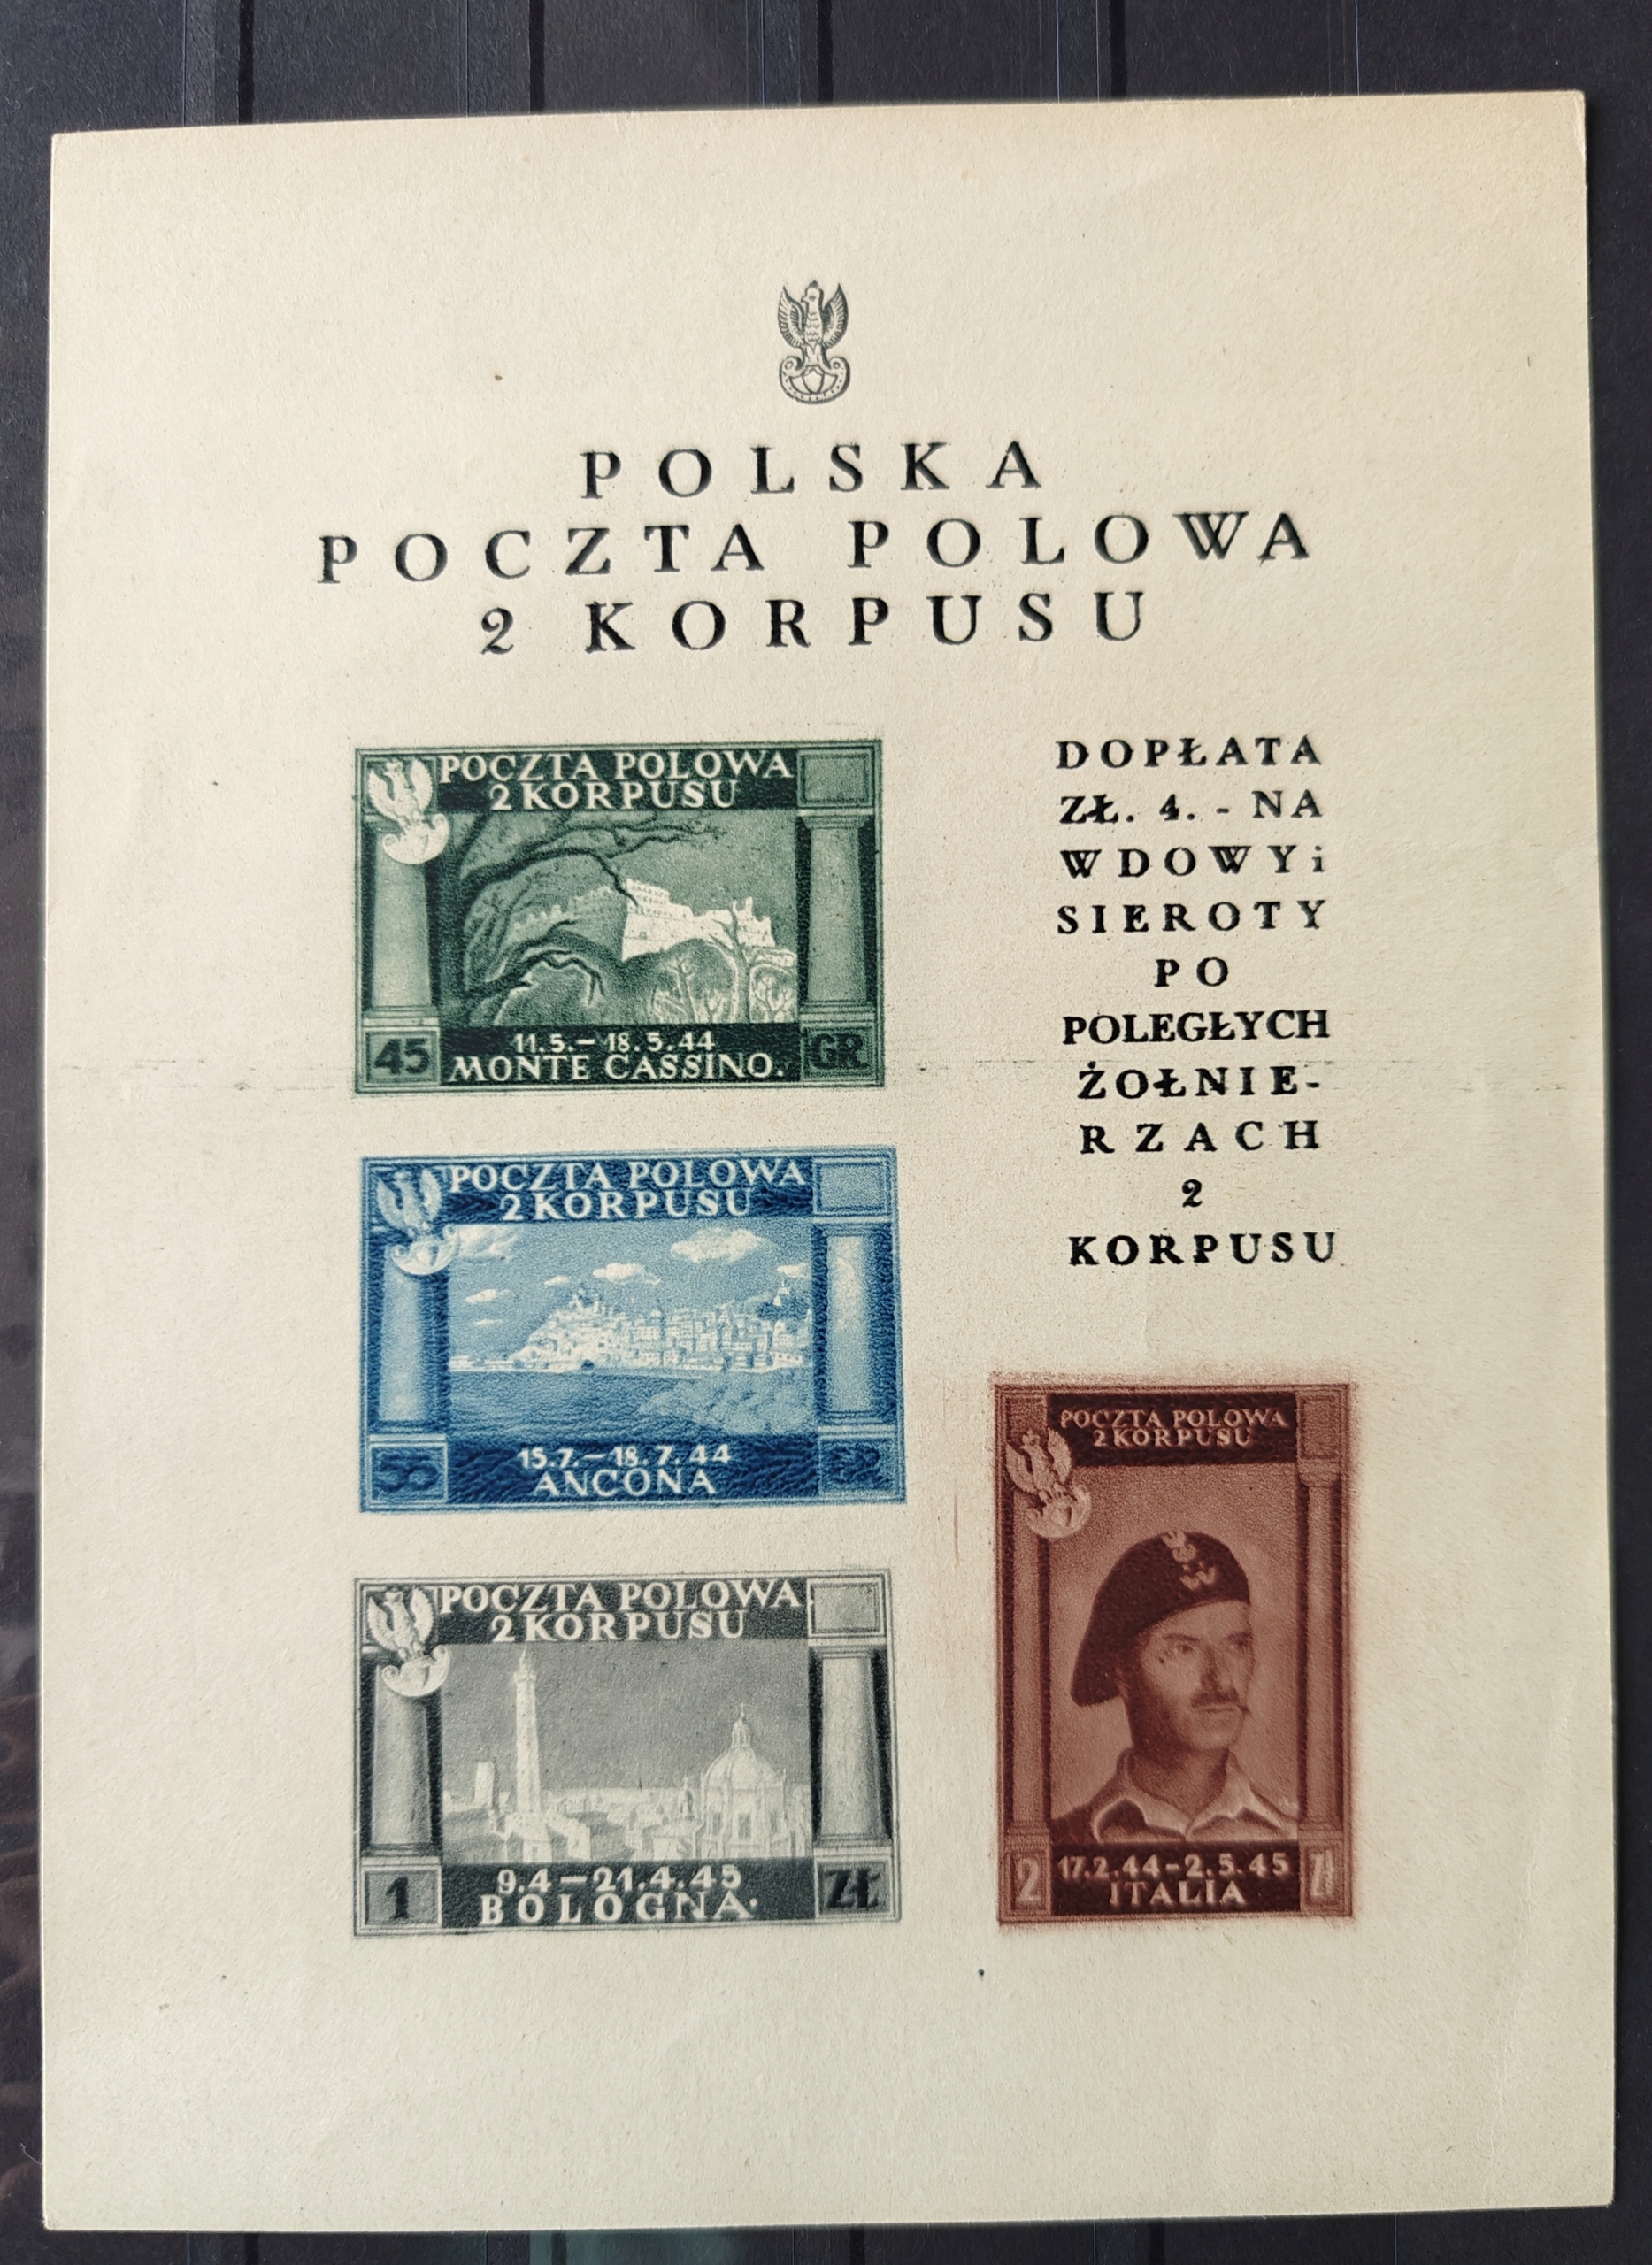 POLSKA
POCZTA POLOWA
2 KORPUSU
POCZTA POLOWA
2 KORPUSU
11.5.–18.5.44
45 MONTE CASSINO. GR
DOPŁATA
ZŁ. 4.-NA
WDOWY i
SIEROTY
PO
POLEGŁYCH
ŻOŁNIE-
RZACH
2
KORPUSU
POCZTA POLOWA
2 KORPUSU
15.7.–18.7.44
55 ANCONA GR
POCZTA POLOWA
2 KORPUSU
9.4–21.4.45
1 BOLOGNA. ZŁ
POCZTA POLOWA
2 KORPUSU
2 17.2.44–2.5.45 Zł
ITALIA